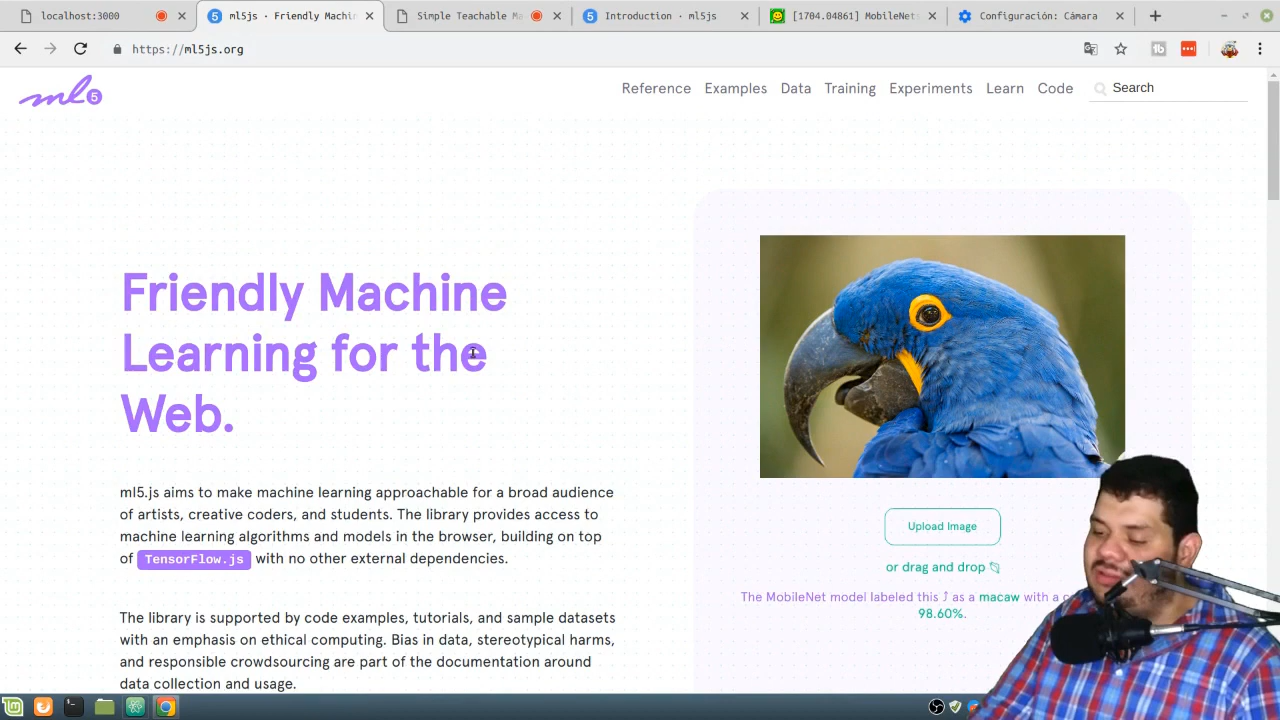 localhost:3000
ml5js · Friendly Machin
Simple Teachable Ma
Introduction · ml5js
[1704.04861] MobileNets
Configuración: Cámara
https://ml5js.org
ml5
Reference Examples Data Training Experiments Learn Code Search
Friendly Machine
Learning for the
Web.
ml5.js aims to make machine learning approachable for a broad audience
of artists, creative coders, and students. The library provides access to
machine learning algorithms and models in the browser, building on top
of TensorFlow.js with no other external dependencies.
The library is supported by code examples, tutorials, and sample datasets
with an emphasis on ethical computing. Bias in data, stereotypical harms,
and responsible crowdsourcing are part of the documentation around
data collection and usage.
Upload Image
or drag and drop
The MobileNet model labeled this ⤴ as a macaw with a
98.60%.